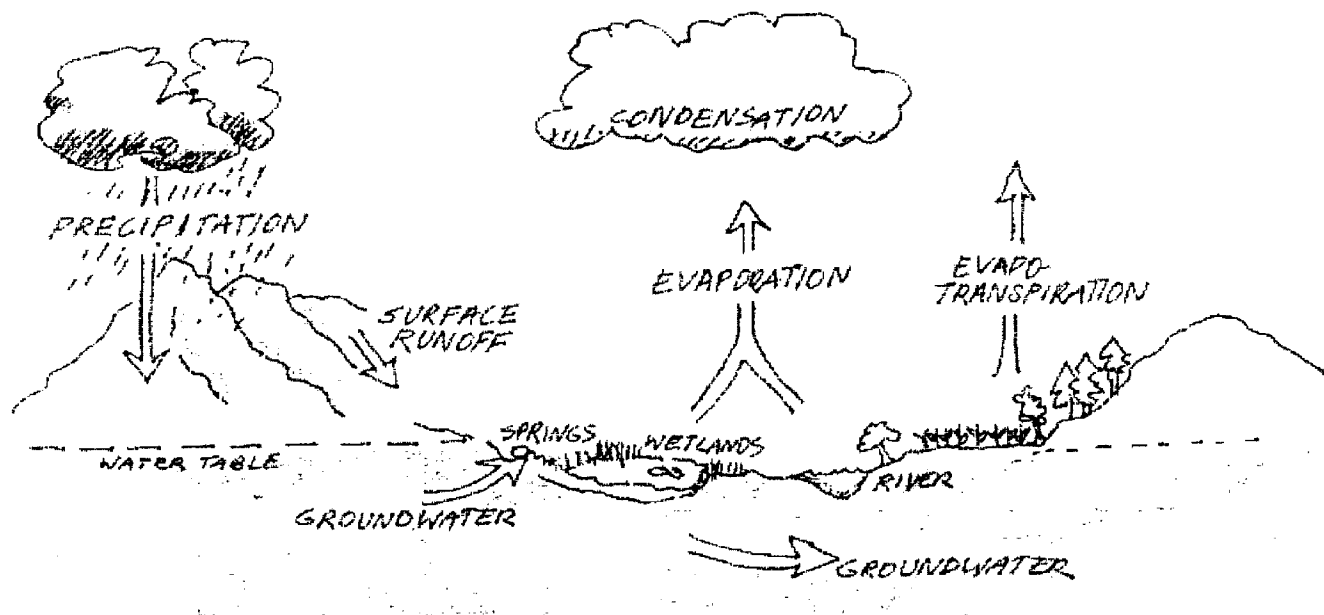 CONDENSATION
PRECIPITATION
EVAPORATION
EVAPO-
TRANSPIRATION
SURFACE
RUNOFF
SPRINGS
WETLANDS
WATER TABLE
RIVER
GROUNDWATER
GROUNDWATER